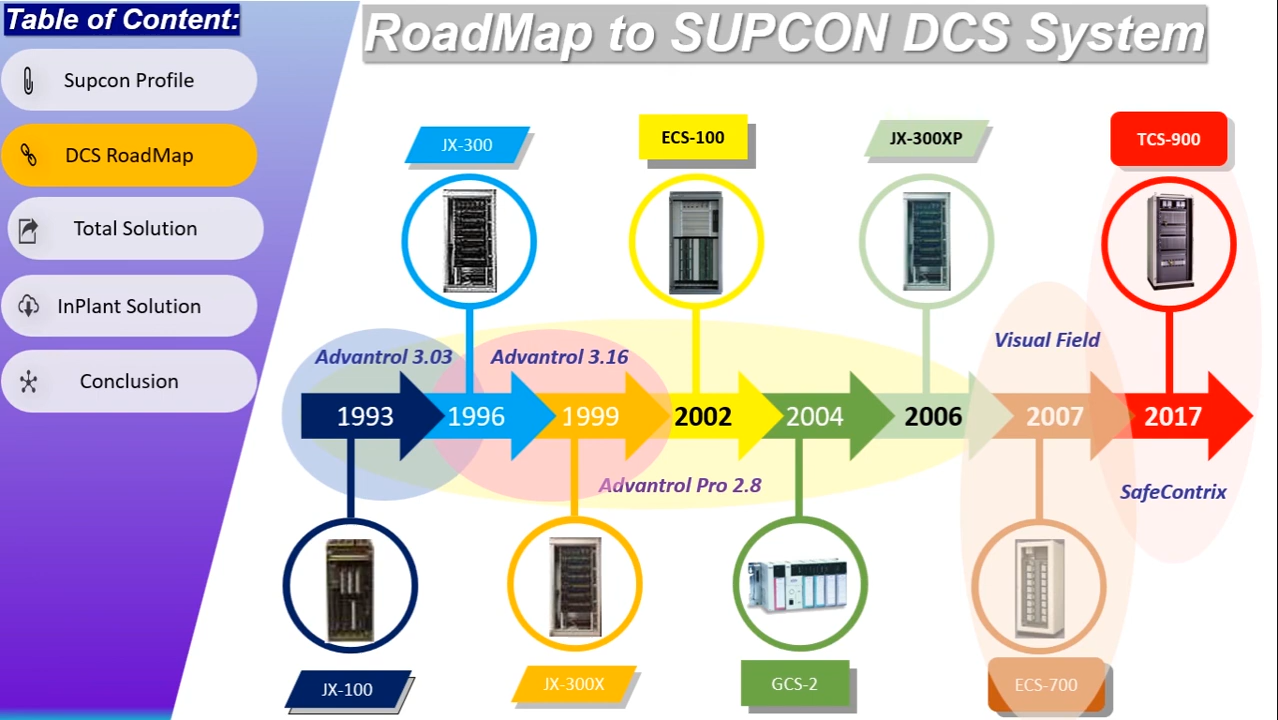 Table of Content:
Supcon Profile
DCS RoadMap
Total Solution
InPlant Solution
Conclusion
RoadMap to SUPCON DCS System
JX-300
ECS-100
JX-300XP
TCS-900
Advantrol 3.03
Advantrol 3.16
Visual Field
1993
1996
1999
2002
2004
2006
2007
2017
Advantrol Pro 2.8
SafeContrix
JX-100
JX-300X
GCS-2
ECS-700